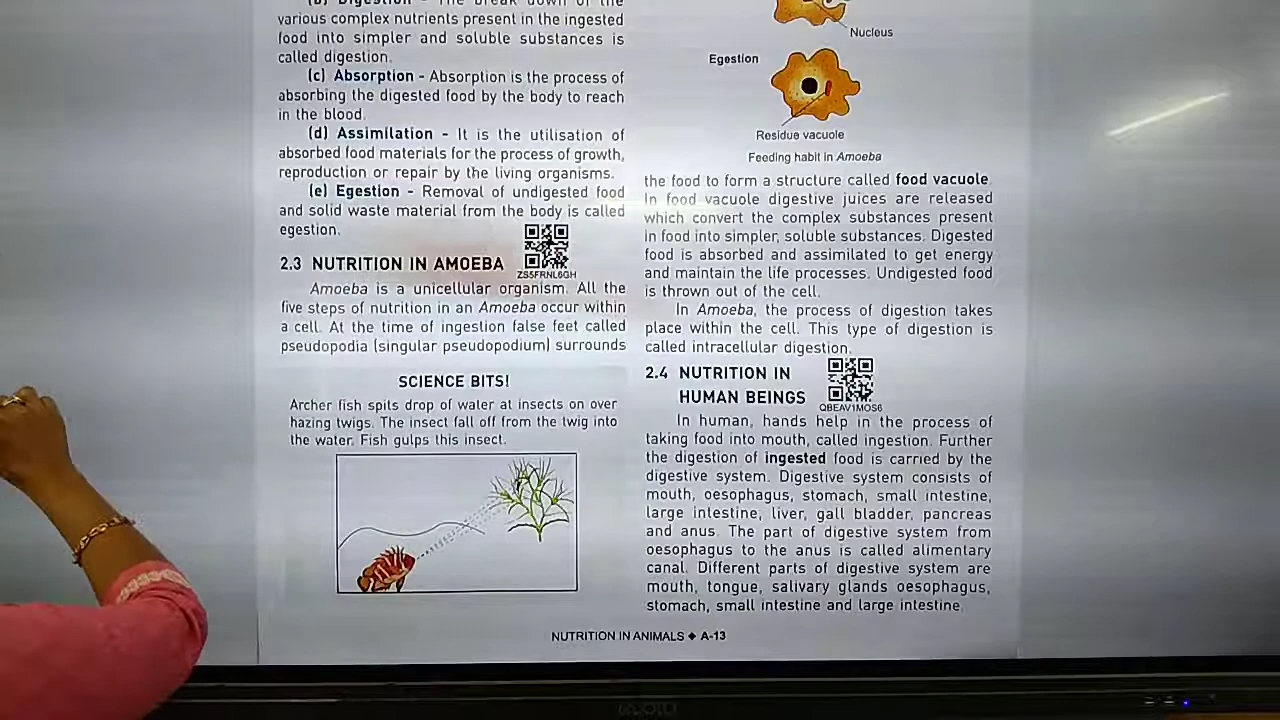 (b) Digestion - The break down of the
various complex nutrients present in the ingested
food into simpler and soluble substances is
called digestion.
(c) Absorption - Absorption is the process of
absorbing the digested food by the body to reach
in the blood.
(d) Assimilation - It is the utilisation of
absorbed food materials for the process of growth,
reproduction or repair by the living organisms.
(e) Egestion - Removal of undigested food
and solid waste material from the body is called
egestion.
ZS5FRNL6GH
2.3 NUTRITION IN AMOEBA
Amoeba is a unicellular organism. All the
five steps of nutrition in an Amoeba occur within
a cell. At the time of ingestion false feet called
pseudopodia (singular pseudopodium) surrounds
SCIENCE BITS!
Archer fish spits drop of water at insects on over
hazing twigs. The insect fall off from the twig into
the water. Fish gulps this insect.
Nucleus
Egestion
Residue vacuole
Feeding habit in Amoeba
the food to form a structure called food vacuole.
In food vacuole digestive juices are released
which convert the complex substances present
in food into simpler, soluble substances. Digested
food is absorbed and assimilated to get energy
and maintain the life processes. Undigested food
is thrown out of the cell.
In Amoeba, the process of digestion takes
place within the cell. This type of digestion is
called intracellular digestion.
2.4 NUTRITION IN
HUMAN BEINGS
QBEAV1MOS6
In human, hands help in the process of
taking food into mouth, called ingestion. Further
the digestion of ingested food is carried by the
digestive system. Digestive system consists of
mouth, oesophagus, stomach, small intestine,
large intestine, liver, gall bladder, pancreas
and anus. The part of digestive system from
oesophagus to the anus is called alimentary
canal. Different parts of digestive system are
mouth, tongue, salivary glands oesophagus,
stomach, small intestine and large intestine.
NUTRITION IN ANIMALS ◆ A-13